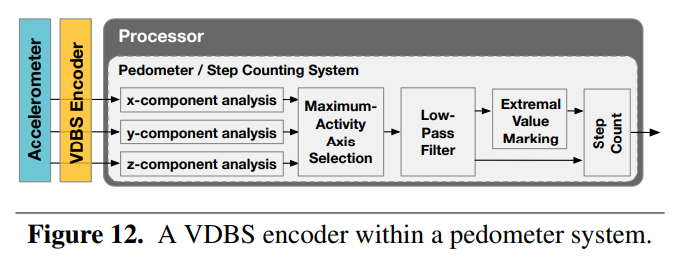 Accelerometer
VDBS Encoder
Processor
Pedometer / Step Counting System
x-component analysis
y-component analysis
z-component analysis
Maximum-
Activity
Axis
Selection
Low-
Pass
Filter
Extremal
Value
Marking
Step
Count
Figure 12. A VDBS encoder within a pedometer system.